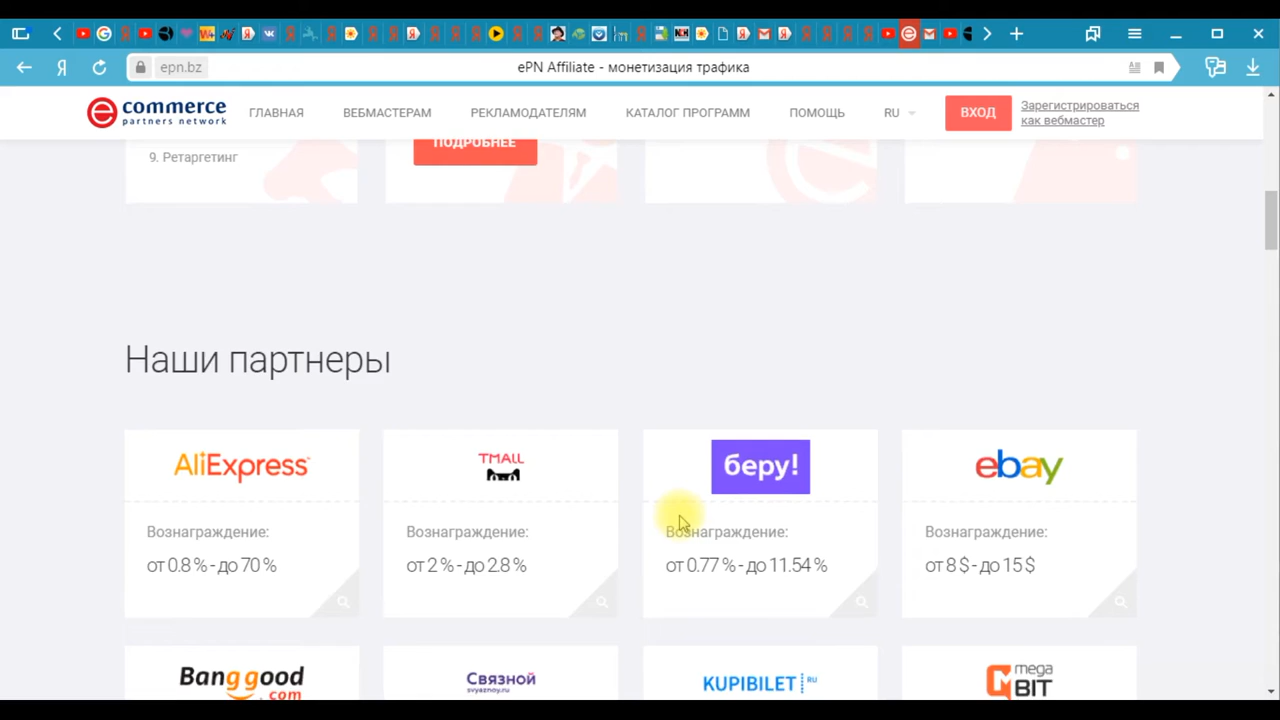 epn.bz
ePN Affiliate - монетизация трафика
e commerce
partners network
ГЛАВНАЯ
ВЕБМАСТЕРАМ
РЕКЛАМОДАТЕЛЯМ
КАТАЛОГ ПРОГРАММ
ПОМОЩЬ
RU
ВХОД
Зарегистрироваться
как вебмастер
9. Ретаргетинг
ПОДРОБНЕЕ
Наши партнеры
AliExpress
TMALL
беру!
ebay
Вознаграждение:
Вознаграждение:
Вознаграждение:
Вознаграждение:
от 0.8 % - до 70 %
от 2 % - до 2.8 %
от 0.77 % - до 11.54 %
от 8 $ - до 15 $
Banggood
.com
Связной
svyaznoy.ru
KUPIBILET RU
mega
BIT